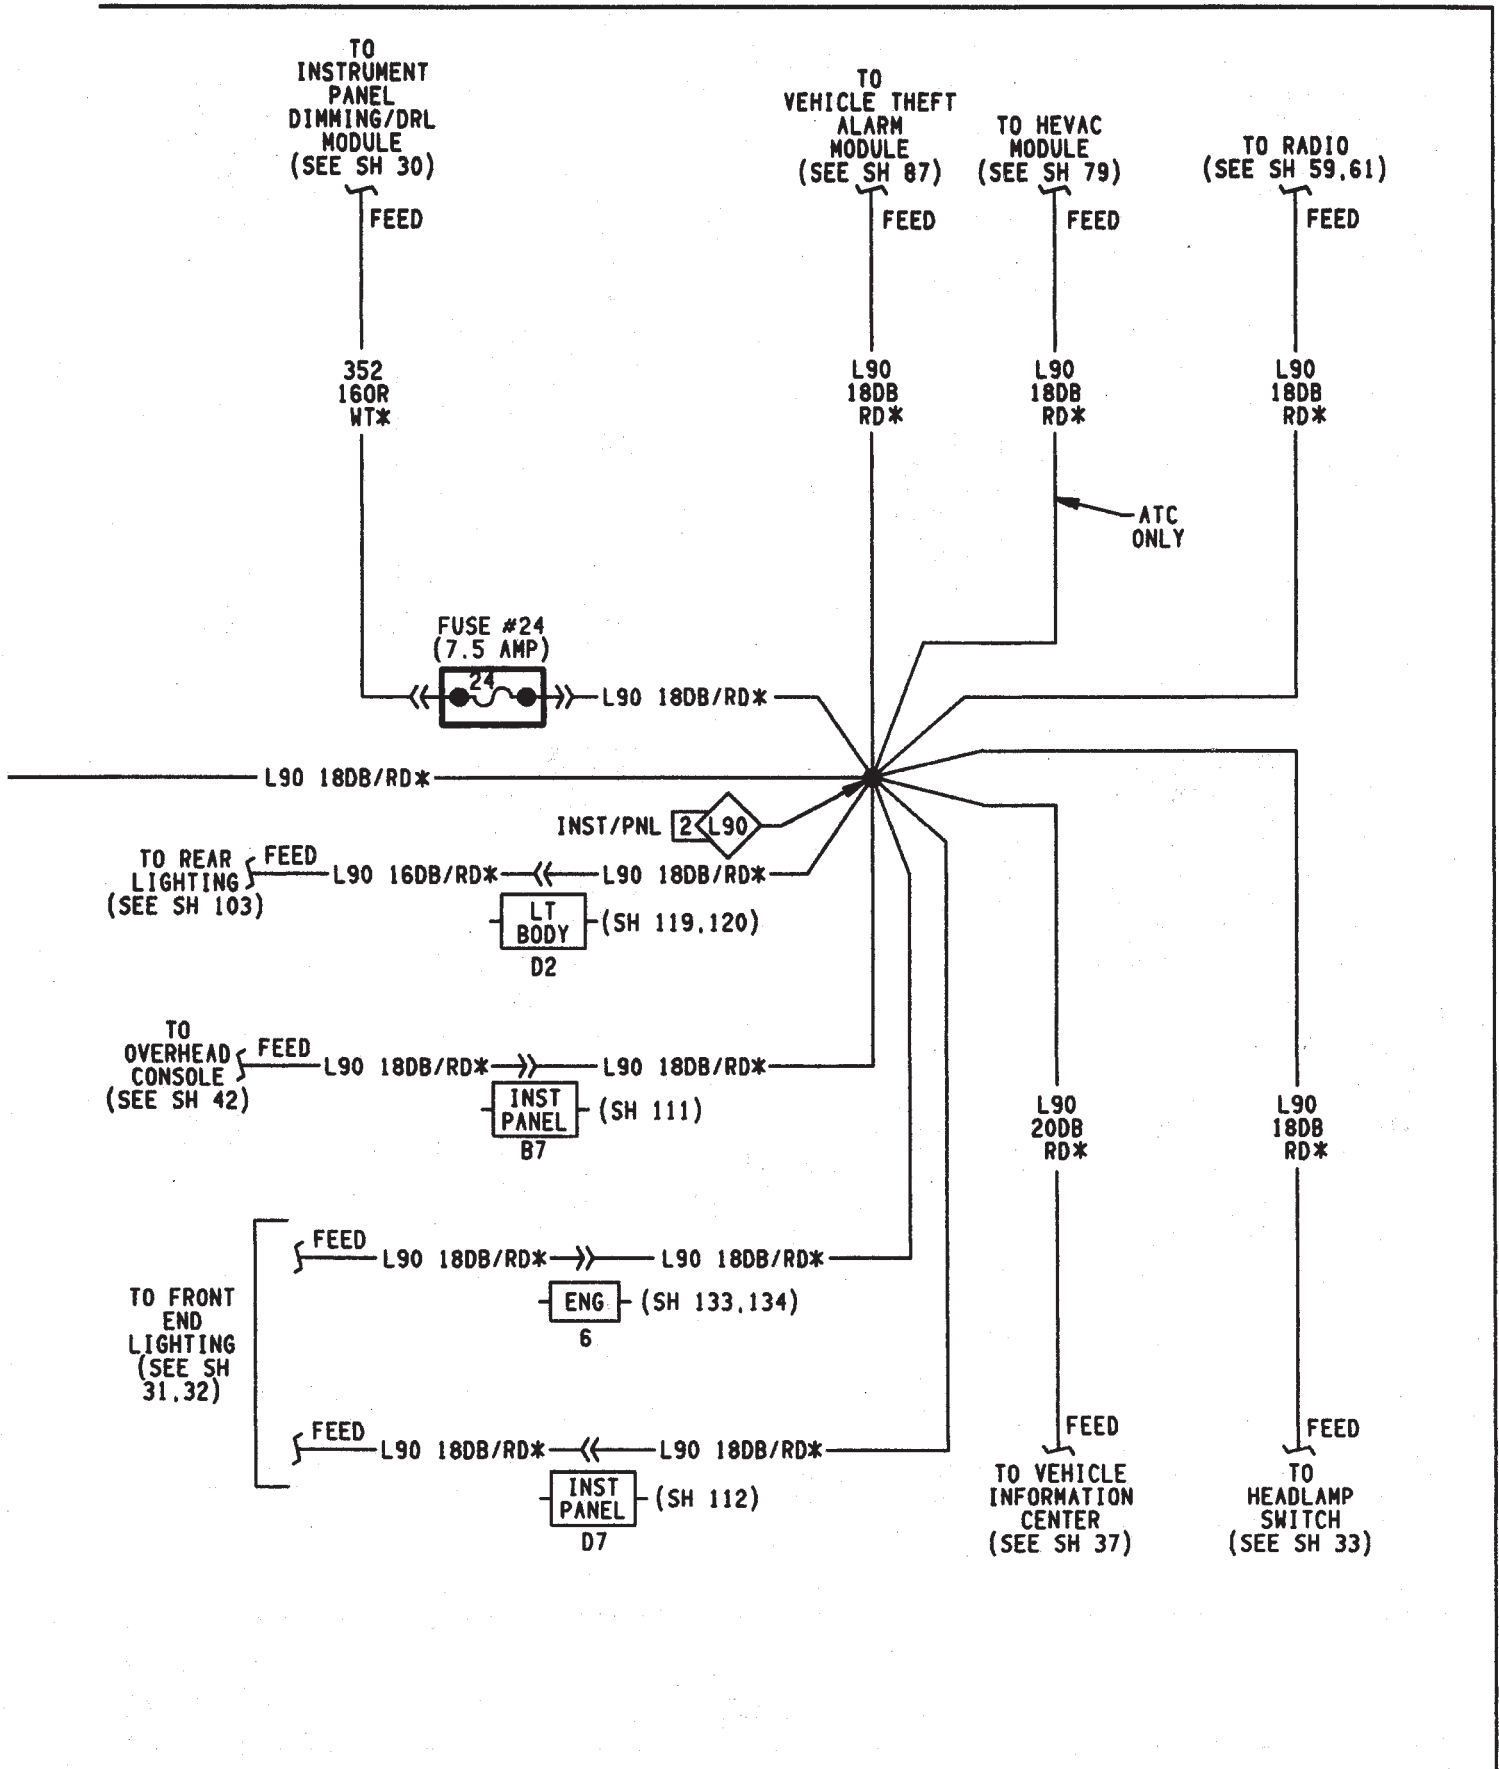 TO
INSTRUMENT
PANEL
DIMMING/DRL
MODULE
(SEE SH 30)
FEED
TO
VEHICLE THEFT
ALARM
MODULE
(SEE SH 87)
FEED
TO HEVAC
MODULE
(SEE SH 79)
FEED
TO RADIO
(SEE SH 59,61)
FEED
352
16OR
WT*
L90
18DB
RD*
L90
18DB
RD*
L90
18DB
RD*
ATC
ONLY
FUSE #24
(7.5 AMP)
24
L90 18DB/RD*
L90 18DB/RD*
INST/PNL 2 L90
TO REAR
LIGHTING
(SEE SH 103)
FEED
L90 16DB/RD*
L90 18DB/RD*
LT
BODY
(SH 119,120)
D2
TO
OVERHEAD
CONSOLE
(SEE SH 42)
FEED
L90 18DB/RD*
L90 18DB/RD*
INST
PANEL
(SH 111)
B7
L90
20DB
RD*
L90
18DB
RD*
TO FRONT
END
LIGHTING
(SEE SH
31,32)
FEED
L90 18DB/RD*
L90 18DB/RD*
ENG
(SH 133,134)
6
FEED
L90 18DB/RD*
L90 18DB/RD*
INST
PANEL
(SH 112)
D7
FEED
TO VEHICLE
INFORMATION
CENTER
(SEE SH 37)
FEED
TO
HEADLAMP
SWITCH
(SEE SH 33)